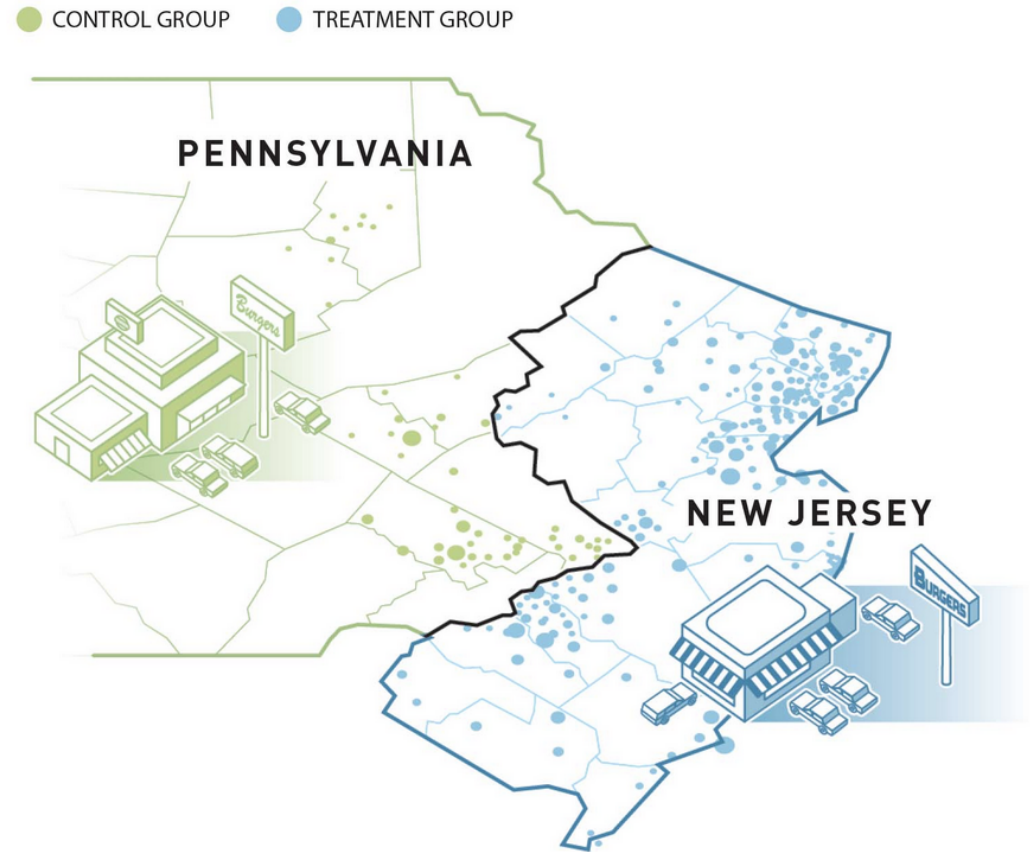 CONTROL GROUP
TREATMENT GROUP
PENNSYLVANIA
Burgers
NEW JERSEY
BURGERS